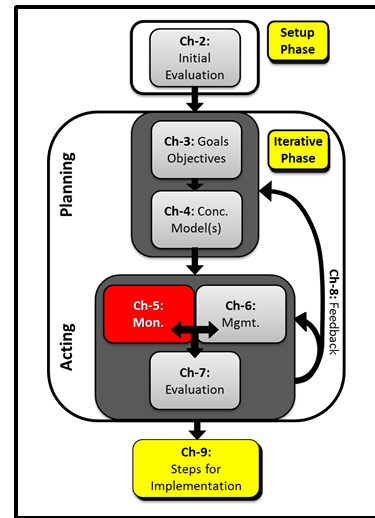 Ch-2:
Initial
Evaluation
Setup
Phase
Planning
Ch-3: Goals
Objectives
Iterative
Phase
Ch-4: Conc.
Model(s)
Acting
Ch-5:
Mon.
Ch-6:
Mgmt.
Ch-8: Feedback
Ch-7:
Evaluation
Ch-9:
Steps for
Implementation